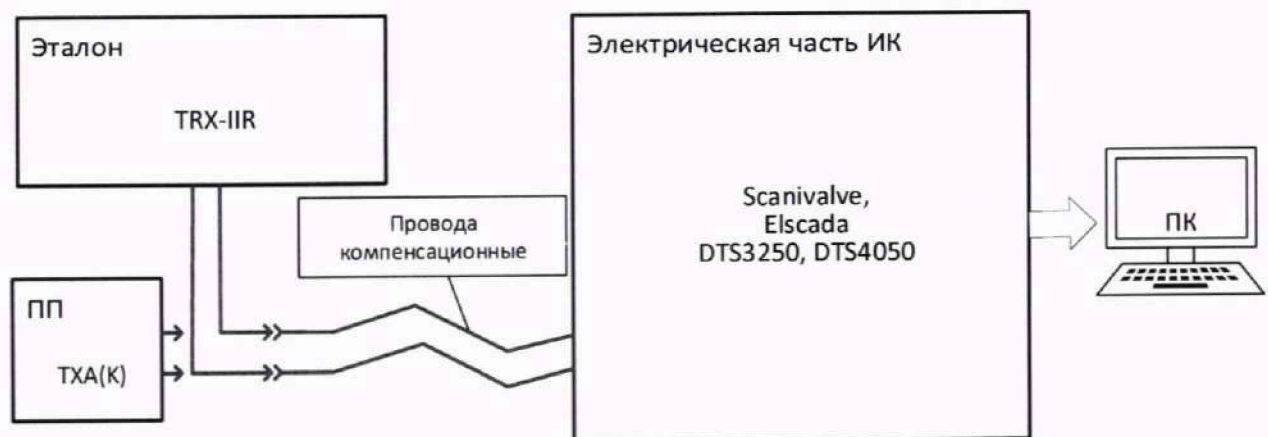 Эталон
TRX-IIR
Электрическая часть ИК
Провода
компенсационные
Scanivalve,
Elscada
DTS3250, DTS4050
ПК
ПП
ТХА(К)